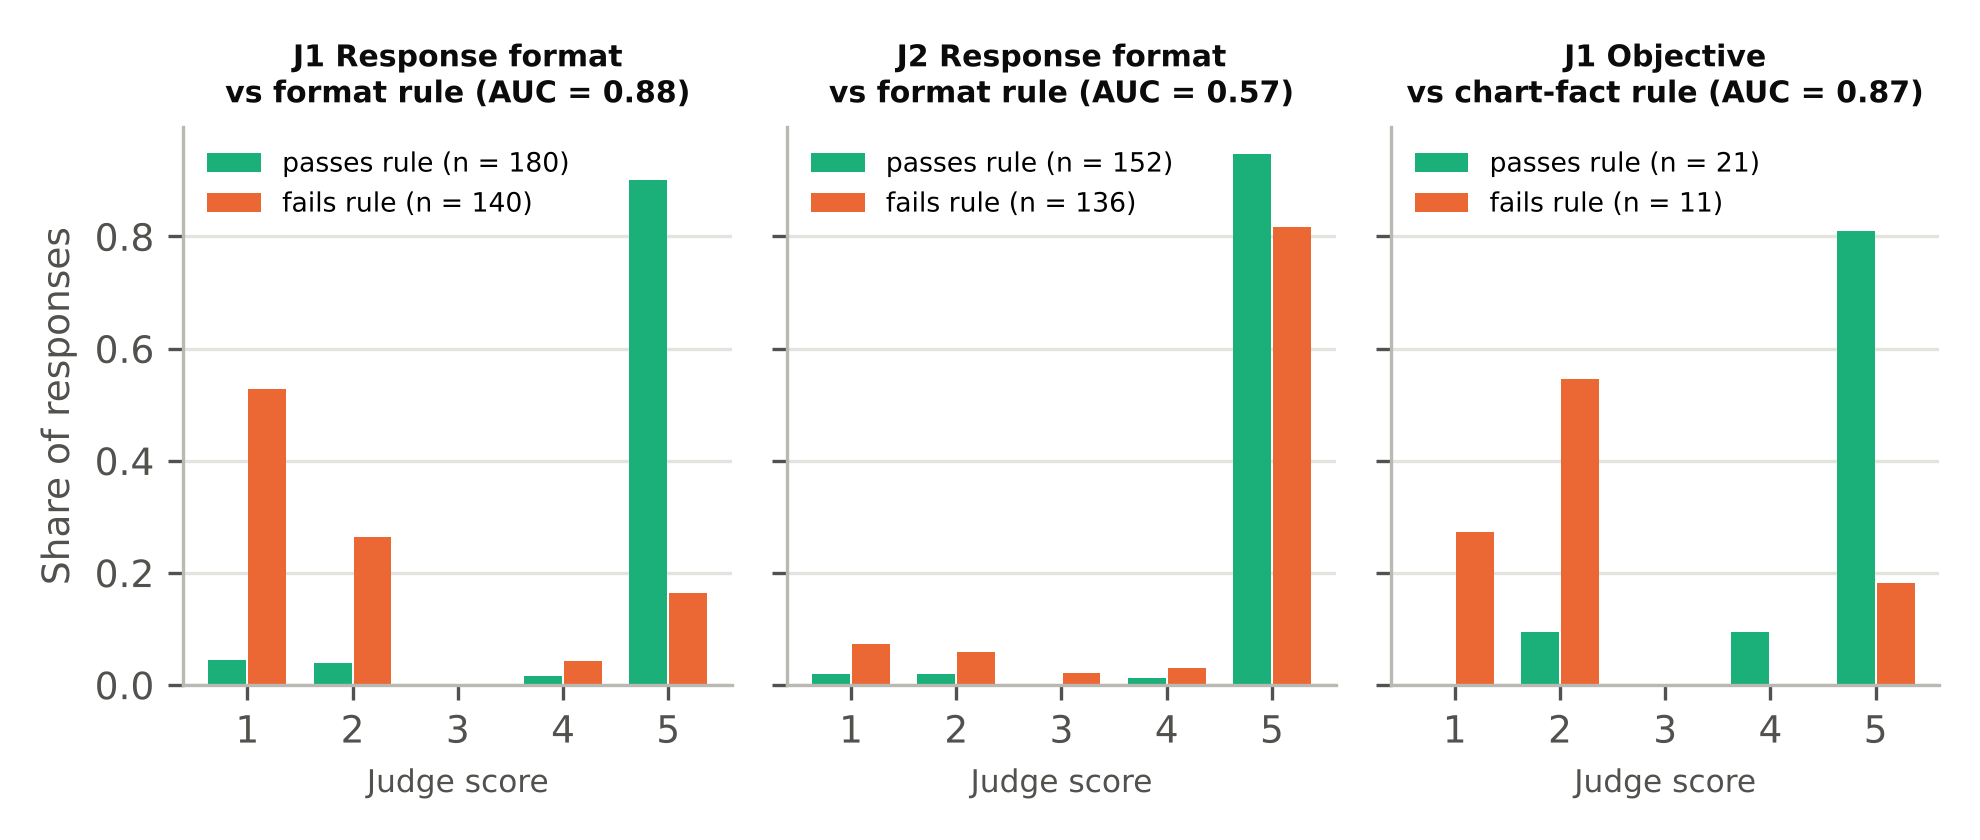 J1 Response format
vs format rule (AUC = 0.88)
passes rule (n = 180)
fails rule (n = 140)
Share of responses
0.8
0.6
0.4
0.2
0.0
1 2 3 4 5
Judge score
J2 Response format
vs format rule (AUC = 0.57)
passes rule (n = 152)
fails rule (n = 136)
1 2 3 4 5
Judge score
J1 Objective
vs chart-fact rule (AUC = 0.87)
passes rule (n = 21)
fails rule (n = 11)
1 2 3 4 5
Judge score